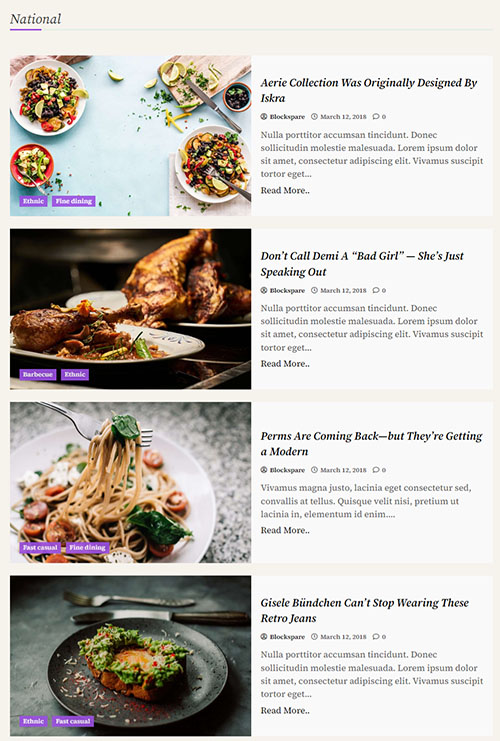 National
Aerie Collection Was Originally Designed By
Iskra
Blockspare March 12, 2018 0
Nulla porttitor accumsan tincidunt. Donec
sollicitudin molestie malesuada. Lorem ipsum dolor
sit amet, consectetur adipiscing elit. Vivamus suscipit
tortor eget...
Read More..
Ethnic Fine dining
Don't Call Demi A “Bad Girl” — She's Just
Speaking Out
Blockspare March 12, 2018 0
Nulla porttitor accumsan tincidunt. Donec
sollicitudin molestie malesuada. Lorem ipsum dolor
sit amet, consectetur adipiscing elit. Vivamus suscipit
tortor eget...
Read More..
Barbecue Ethnic
Perms Are Coming Back—but They're Getting
a Modern
Blockspare March 12, 2018 0
Vivamus magna justo, lacinia eget consectetur sed,
convallis at tellus. Quisque velit nisi, pretium ut
lacinia in, elementum id enim....
Read More..
Fast casual Fine dining
Gisele Bündchen Can't Stop Wearing These
Retro Jeans
Blockspare March 12, 2018 0
Nulla porttitor accumsan tincidunt. Donec
sollicitudin molestie malesuada. Lorem ipsum dolor
sit amet, consectetur adipiscing elit. Vivamus suscipit
tortor eget...
Read More..
Ethnic Fast casual